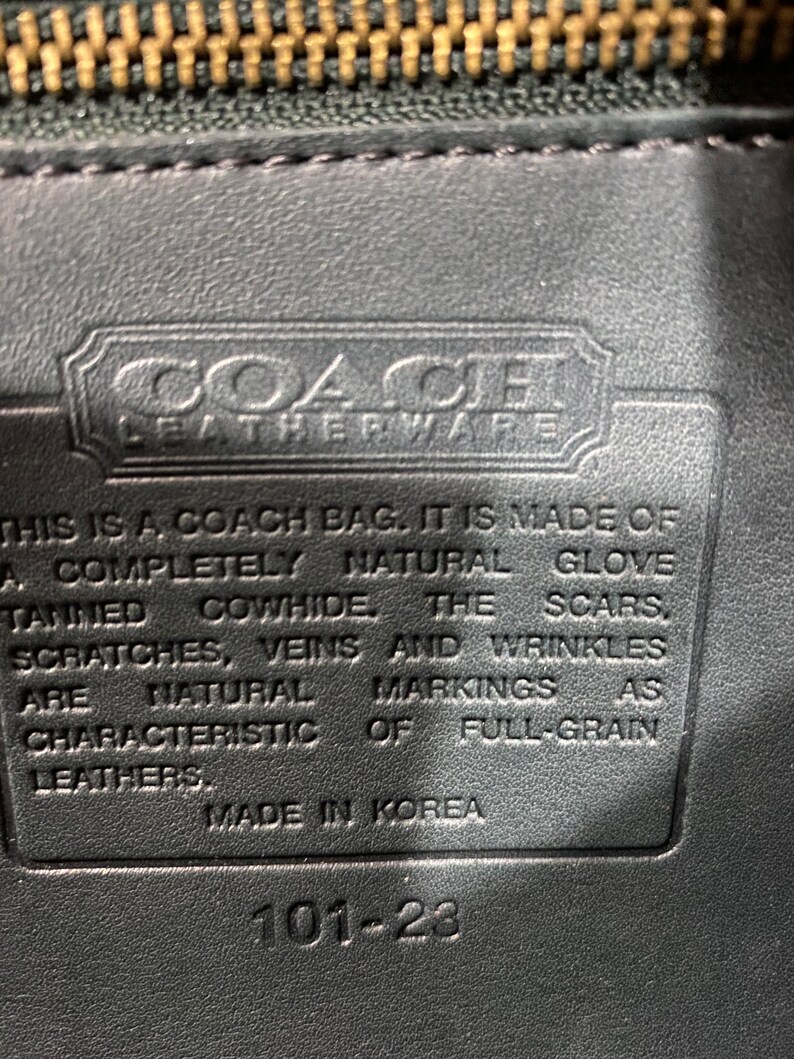 COACH
LEATHERWARE
THIS IS A COACH BAG. IT IS MADE OF
A COMPLETELY NATURAL GLOVE
TANNED COWHIDE. THE SCARS,
SCRATCHES, VEINS AND WRINKLES
ARE NATURAL MARKINGS AS
CHARACTERISTIC OF FULL-GRAIN
LEATHERS.
MADE IN KOREA
101-23